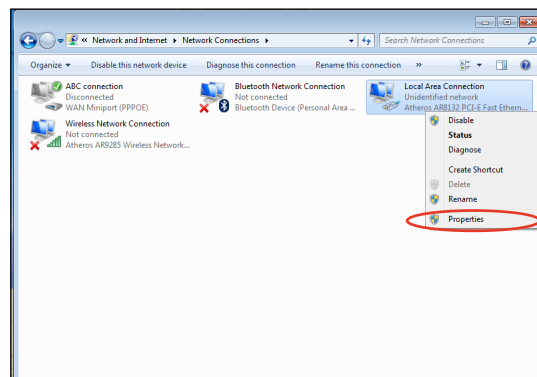 « Network and Internet ▸ Network Connections ▸
Search Network Connections
Organize Disable this network device Diagnose this connection Rename this connection »
ABC connection
Disconnected
WAN Miniport (PPPOE)
Bluetooth Network Connection
Not connected
Bluetooth Device (Personal Area ...
Local Area Connection
Unidentified network
Atheros AR8132 PCI-E Fast Ethern...
Wireless Network Connection
Not connected
Atheros AR9285 Wireless Network...
Disable
Status
Diagnose
Create Shortcut
Delete
Rename
Properties